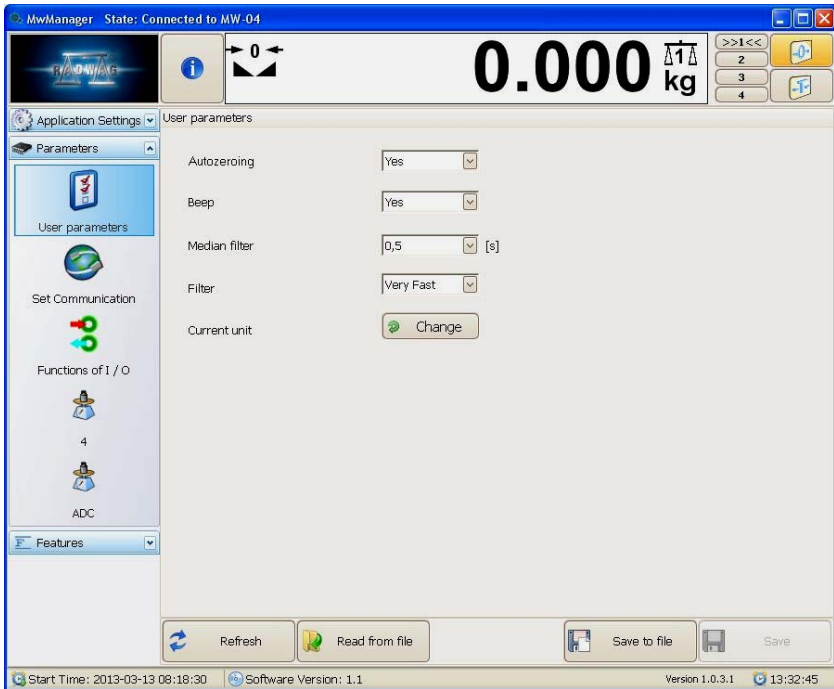 MwManager State: Connected to MW-04
RADWAG
0
0.000 kg
1
>>1<<
2
3
4
0
T
Application Settings
User parameters
Parameters
User parameters
Set Communication
Functions of I / O
4
ADC
Features
Autozeroing Yes
Beep Yes
Median filter 0,5 [s]
Filter Very Fast
Current unit Change
Refresh
Read from file
Save to file
Save
Start Time: 2013-03-13 08:18:30
Software Version: 1.1
Version 1.0.3.1
13:32:45